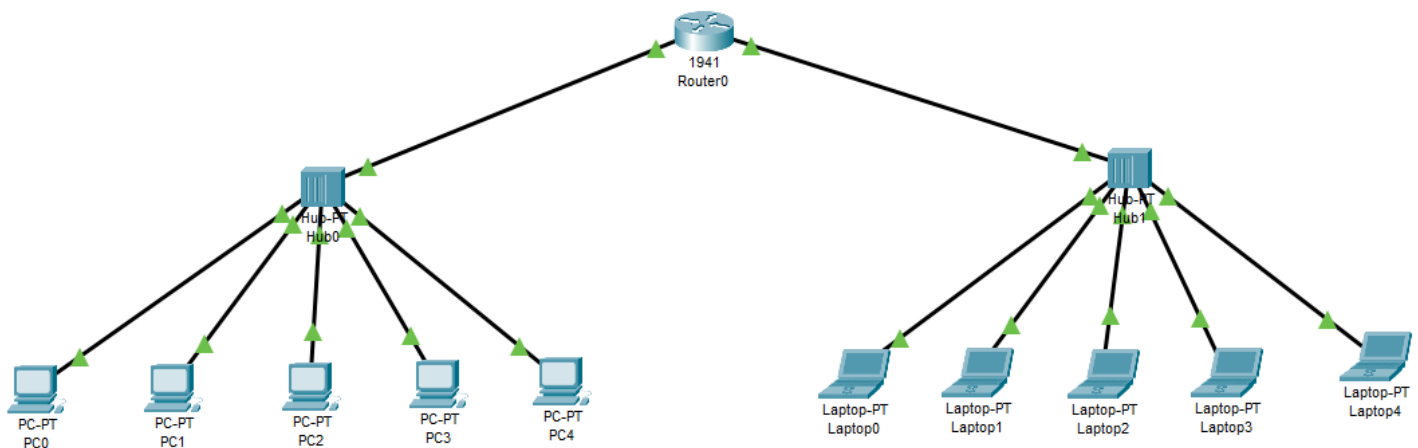 1941
Router0
Hub-PT
Hub0
Hub-PT
Hub1
PC-PT
PC0
PC-PT
PC1
PC-PT
PC2
PC-PT
PC3
PC-PT
PC4
Laptop-PT
Laptop0
Laptop-PT
Laptop1
Laptop-PT
Laptop2
Laptop-PT
Laptop3
Laptop-PT
Laptop4